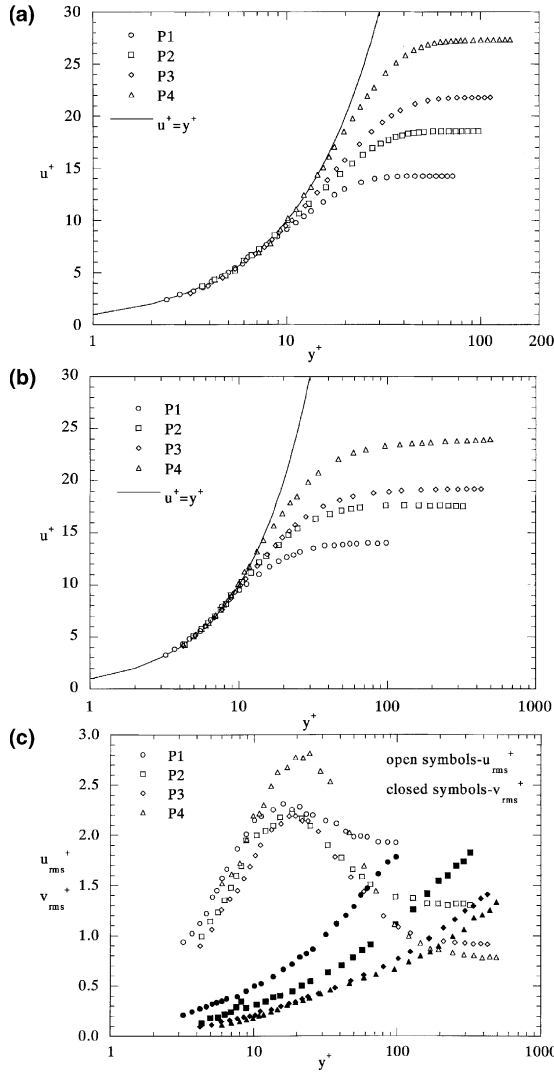 (a)
30
25
20
15
10
5
0
u+
P1
P2
P3
P4
u+=y+
1
10
100
200
y+
(b)
30
25
20
15
10
5
0
u+
P1
P2
P3
P4
u+=y+
1
10
100
1000
y+
(c)
3.0
2.5
2.0
1.5
1.0
0.5
0.0
urms+
vrms+
P1
P2
P3
P4
open symbols-urms+
closed symbols-vrms+
1
10
100
1000
y+